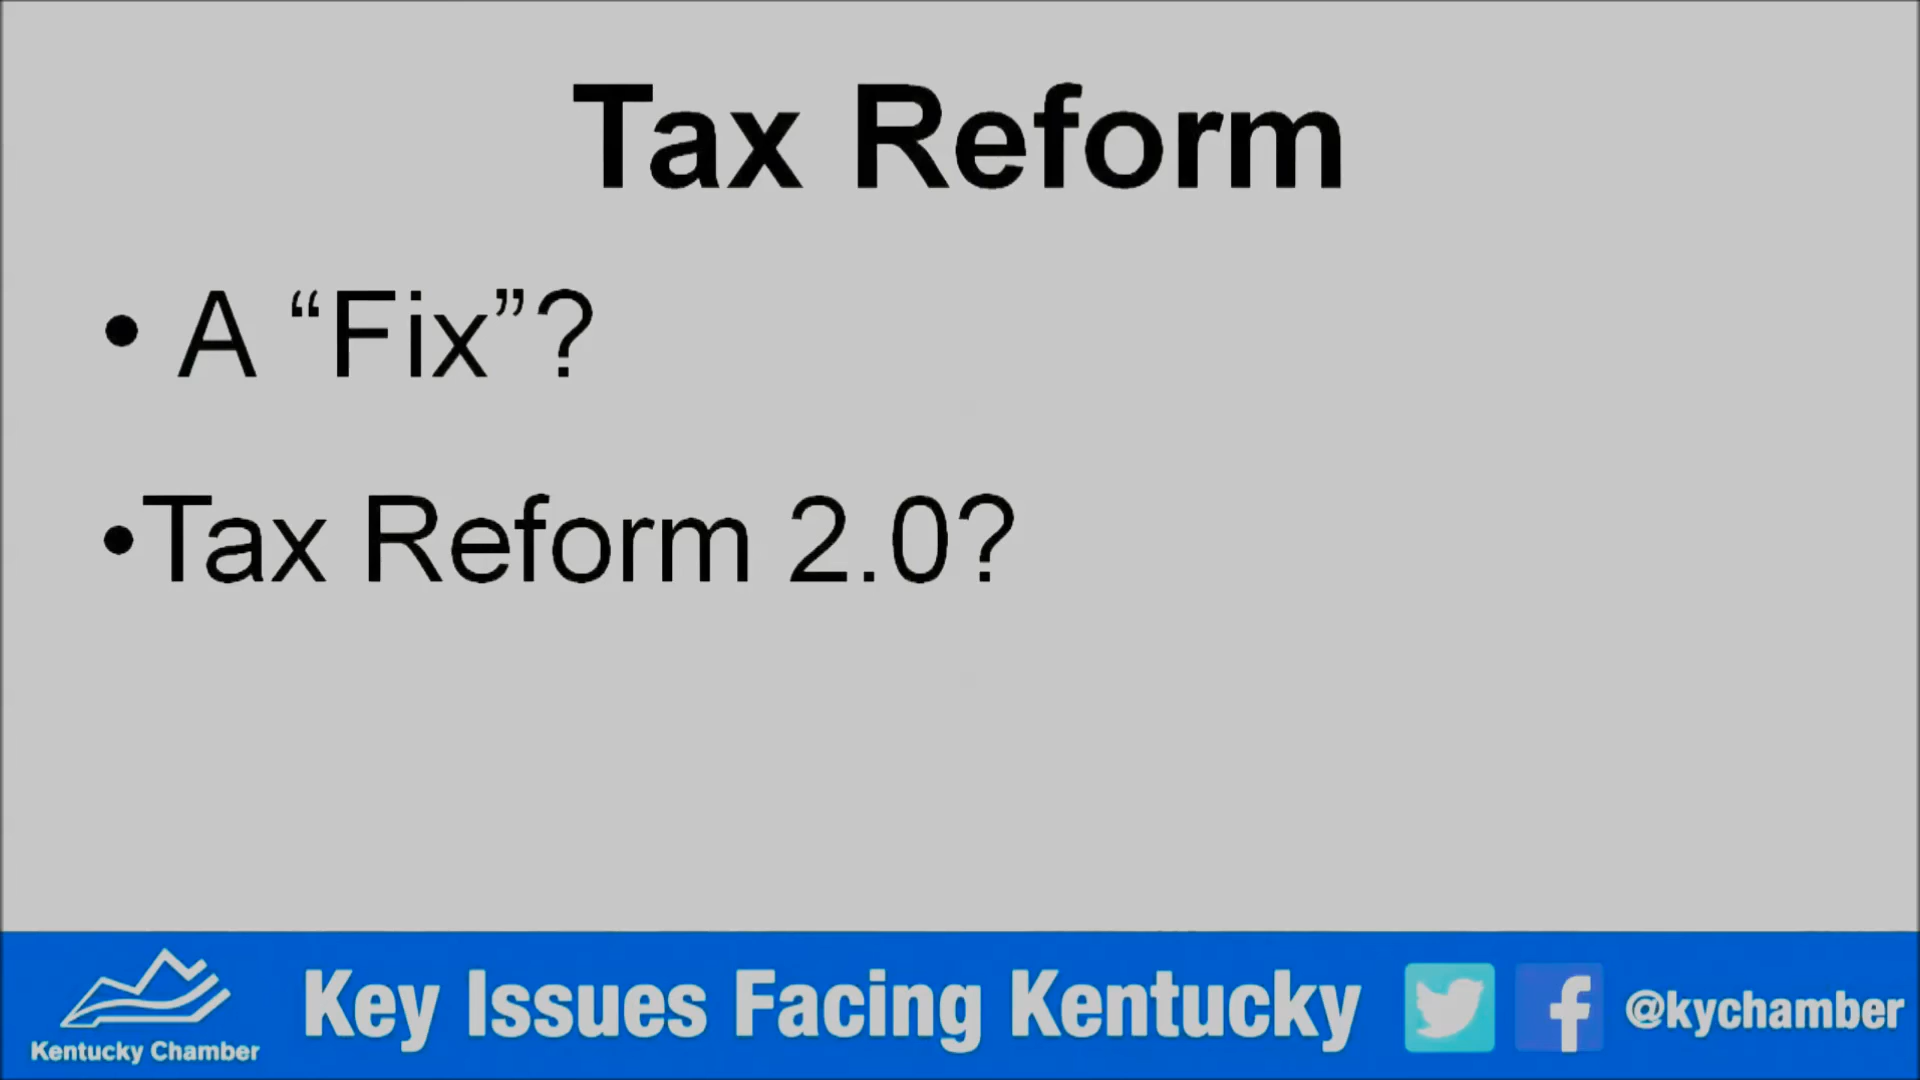 Tax Reform
• A “Fix”?
•Tax Reform 2.0?
Kentucky Chamber
Key Issues Facing Kentucky
@kychamber